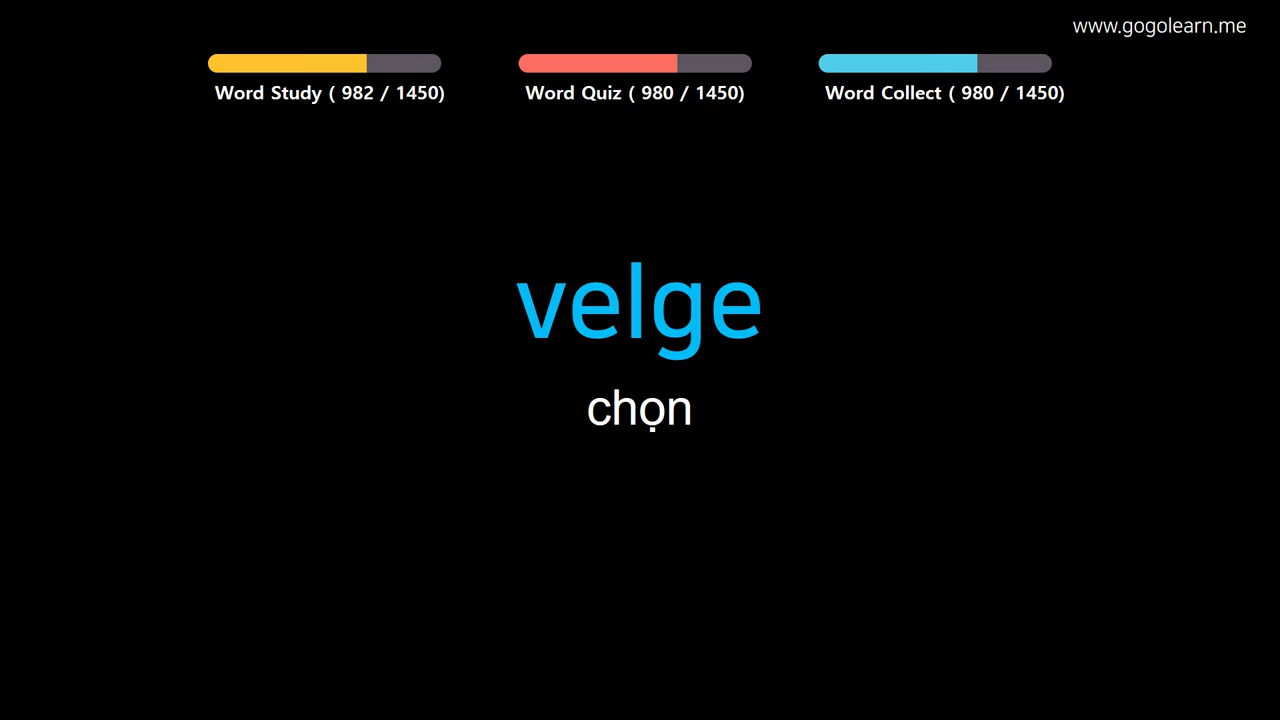 www.gogolearn.me
Word Study ( 982 / 1450)
Word Quiz ( 980 / 1450)
Word Collect ( 980 / 1450)
velge
chọn